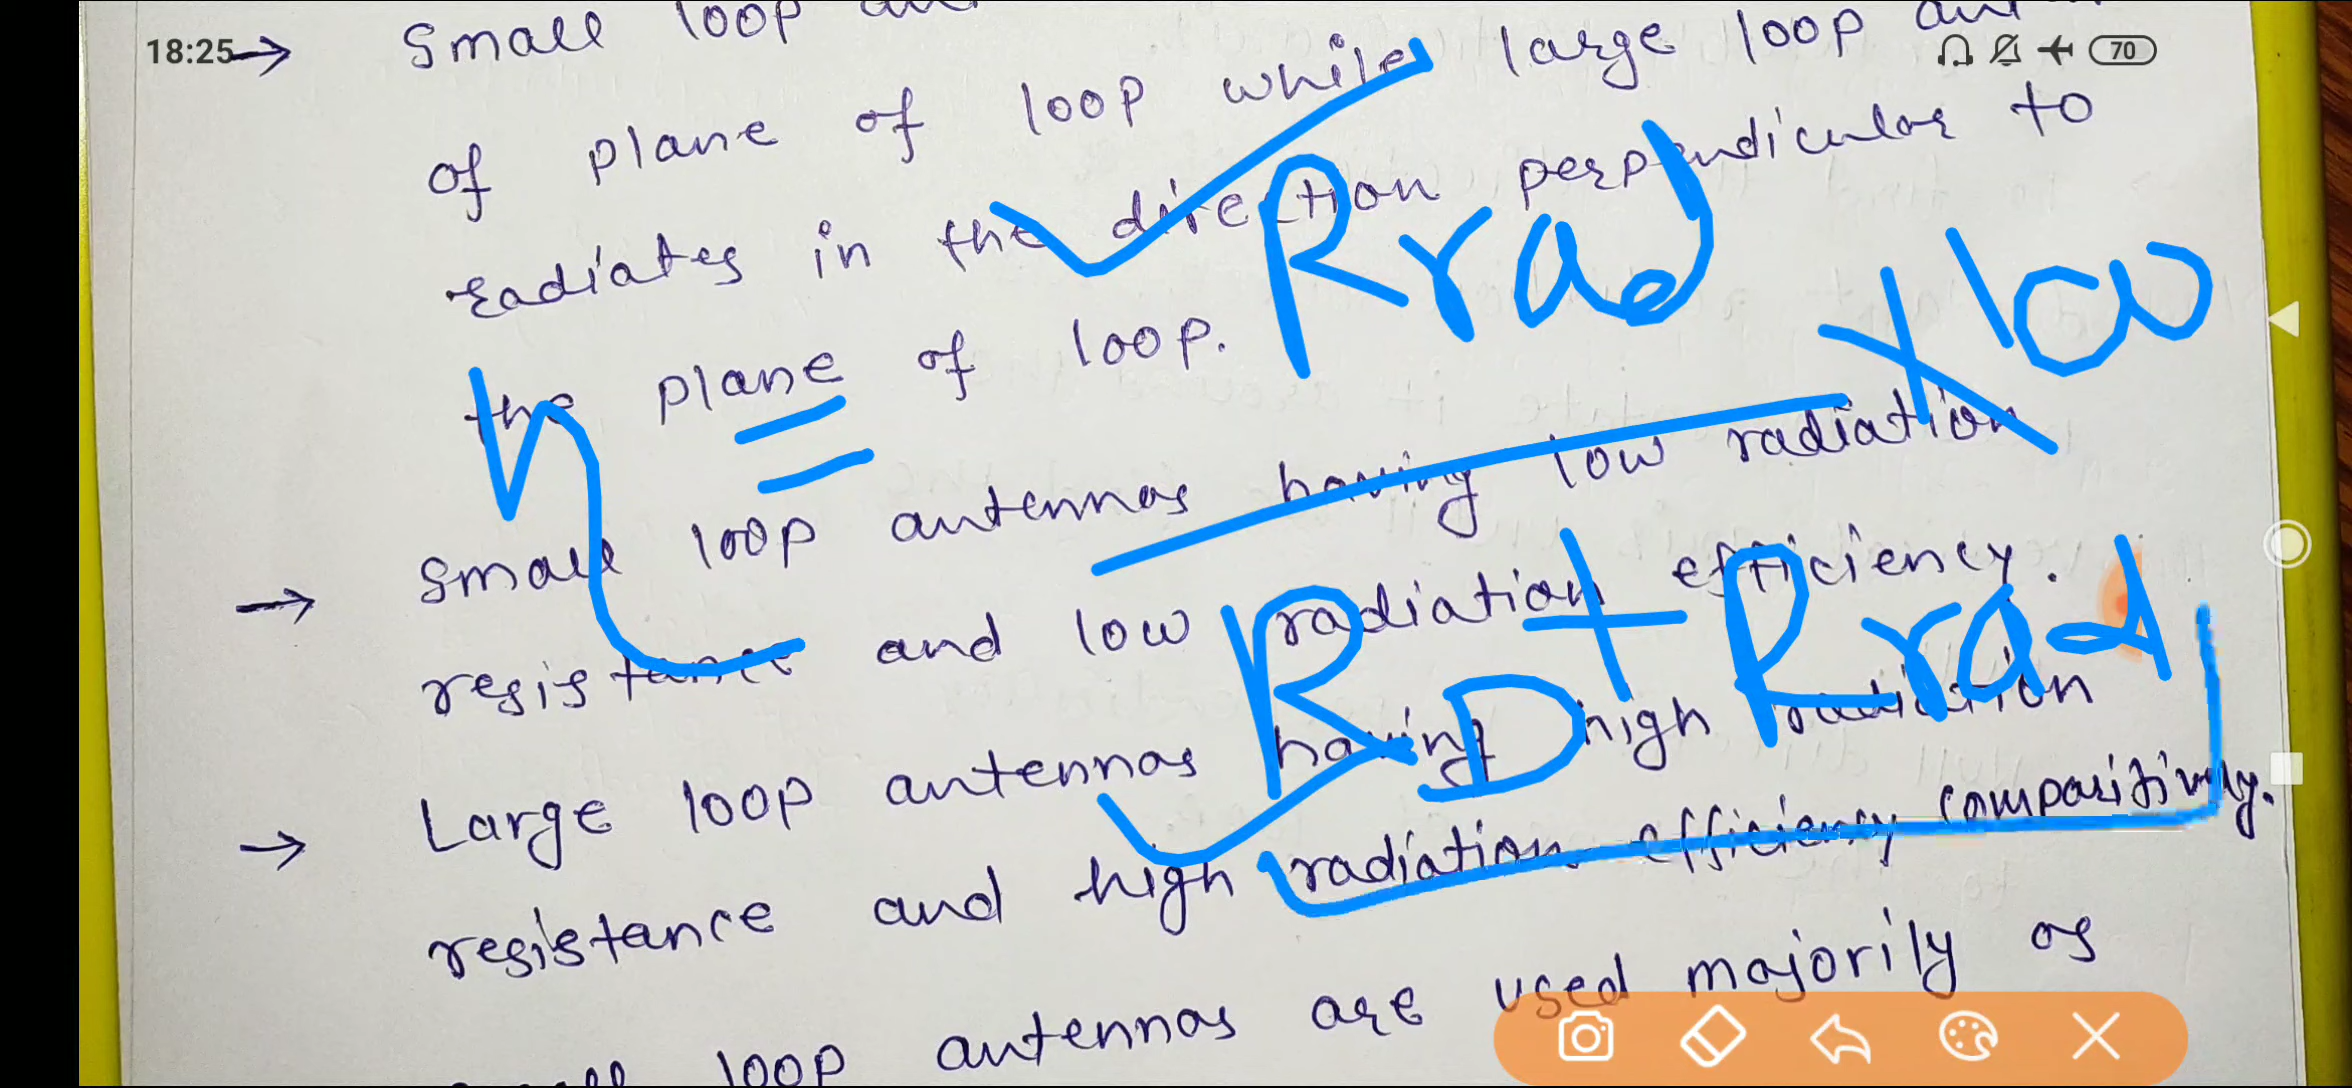 18:25
70
→ Small loop
of plane of loop while large loop
radiates in the direction perpendicular to
the plane of loop.
→ Small loop antennas having low radiation
resistance and low radiation efficiency.
→ Large loop antennas having high radiation
resistance and high radiation efficiency comparitively.
loop antennas are used majorily as
η = Rrad × 100
RD + Rrad